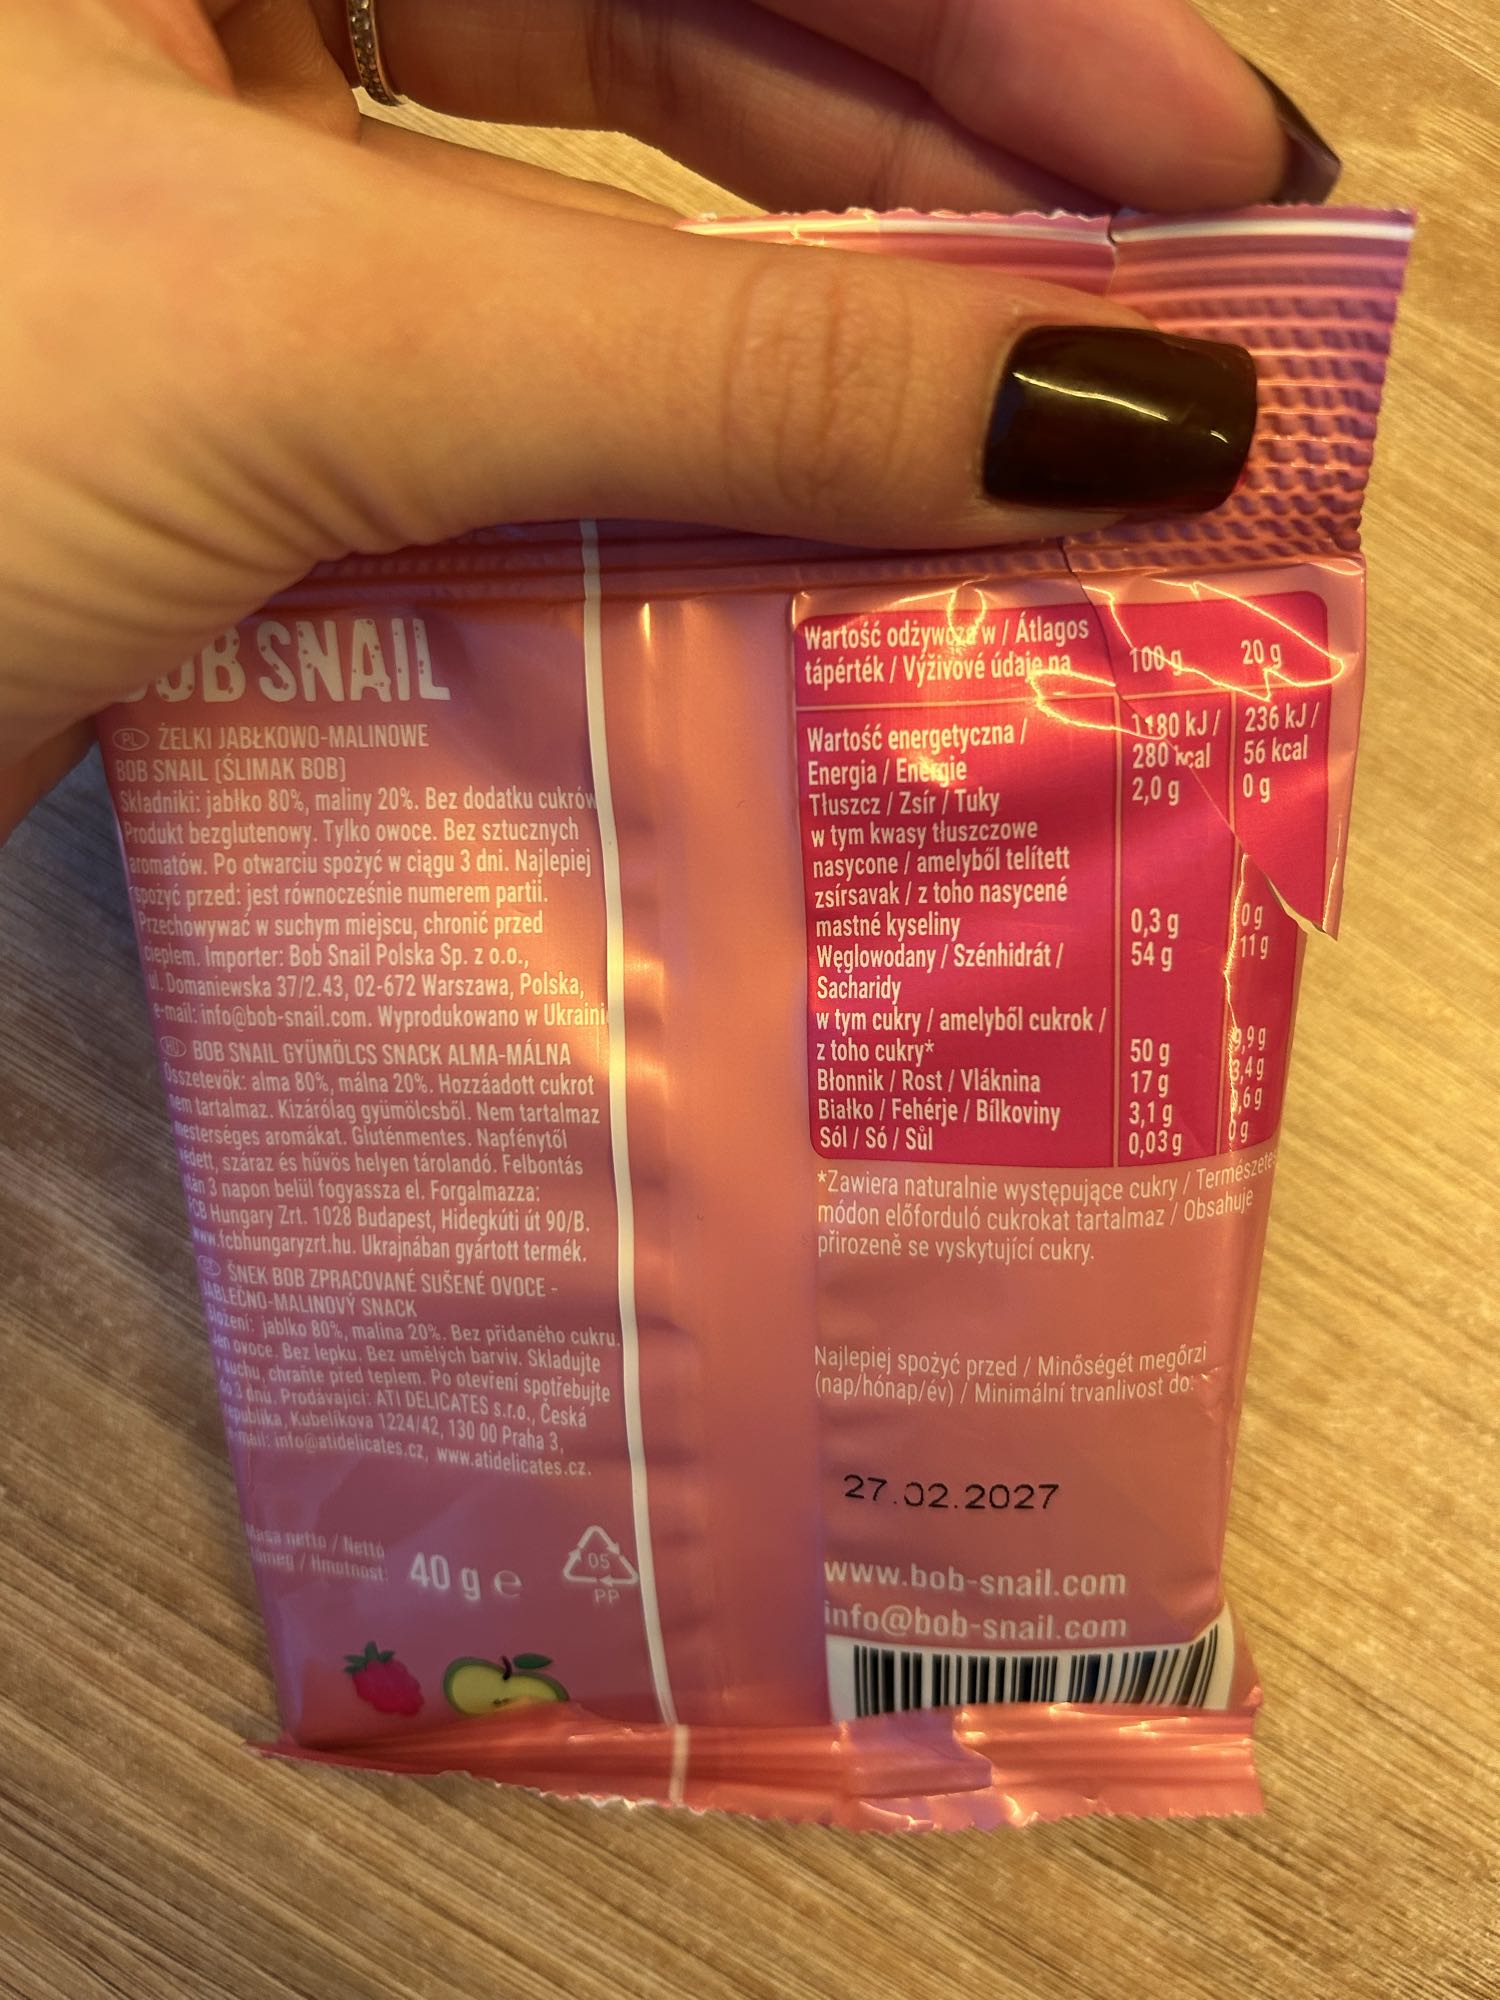 SNAIL
PL ŻELKI JABŁKOWO-MALINOWE
BOB SNAIL (ŚLIMAK BOB)
Składniki: jabłko 80%, maliny 20%. Bez dodatku cukrów
Produkt bezglutenowy. Tylko owoce. Bez sztucznych
aromatów. Po otwarciu spożyć w ciągu 3 dni. Najlepiej
spożyć przed: jest równocześnie numerem partii.
Przechowywać w suchym miejscu, chronić przed
ciepłem. Importer: Bob Snail Polska Sp. z o.o.,
ul. Domaniewska 37/2.43, 02-672 Warszawa, Polska,
e-mail: info@bob-snail.com. Wyprodukowano w Ukraini
HU BOB SNAIL GYÜMÖLCS SNACK ALMA-MÁLNA
Összetevők: alma 80%, málna 20%. Hozzáadott cukrot
nem tartalmaz. Kizárólag gyümölcsből. Nem tartalmaz
mesterséges aromákat. Gluténmentes. Napfénytől
védett, száraz és hűvös helyen tárolandó. Felbontás
után 3 napon belül fogyassza el. Forgalmazza:
FCB Hungary Zrt. 1028 Budapest, Hidegkúti út 90/B.
www.fcbhungaryzrt.hu. Ukrajnában gyártott termék.
ŠNEK BOB ZPRACOVANÉ SUŠENÉ OVOCE -
JABLEČNO-MALINOVÝ SNACK
Složení: jablko 80%, malina 20%. Bez přidaného cukru.
Jen ovoce. Bez lepku. Bez umělých barviv. Skladujte
v suchu, chraňte před teplem. Po otevření spotřebujte
do 3 dnů. Prodávající: ATI DELICATES s.r.o., Česká
republika, Kubelíkova 1224/42, 130 00 Praha 3,
e-mail: info@atidelicates.cz, www.atidelicates.cz.
Masa netto / Nettó
/ Hmotnost: 40 g e
05
PP
Wartość odżywcza w / Átlagos
tápérték / Výživové údaje na 100 g 20 g
Wartość energetyczna / 1180 kJ / 236 kJ /
Energia / Energie 280 kcal 56 kcal
Tłuszcz / Zsír / Tuky 2,0 g 0 g
w tym kwasy tłuszczowe
nasycone / amelyből telített
zsírsavak / z toho nasycené
mastné kyseliny 0,3 g 0 g
Węglowodany / Szénhidrát / 54 g 11 g
Sacharidy
w tym cukry / amelyből cukrok /
z toho cukry* 50 g 9,9 g
Błonnik / Rost / Vláknina 17 g 3,4 g
Białko / Fehérje / Bílkoviny 3,1 g ,6 g
Sól / Só / Sůl 0,03 g 0 g
*Zawiera naturalnie występujące cukry / Természetes
módon előforduló cukrokat tartalmaz / Obsahuje
přirozeně se vyskytující cukry.
Najlepiej spożyć przed / Minőségét megőrzi
(nap/hónap/év) / Minimální trvanlivost do:
27.02.2027
www.bob-snail.com
info@bob-snail.com